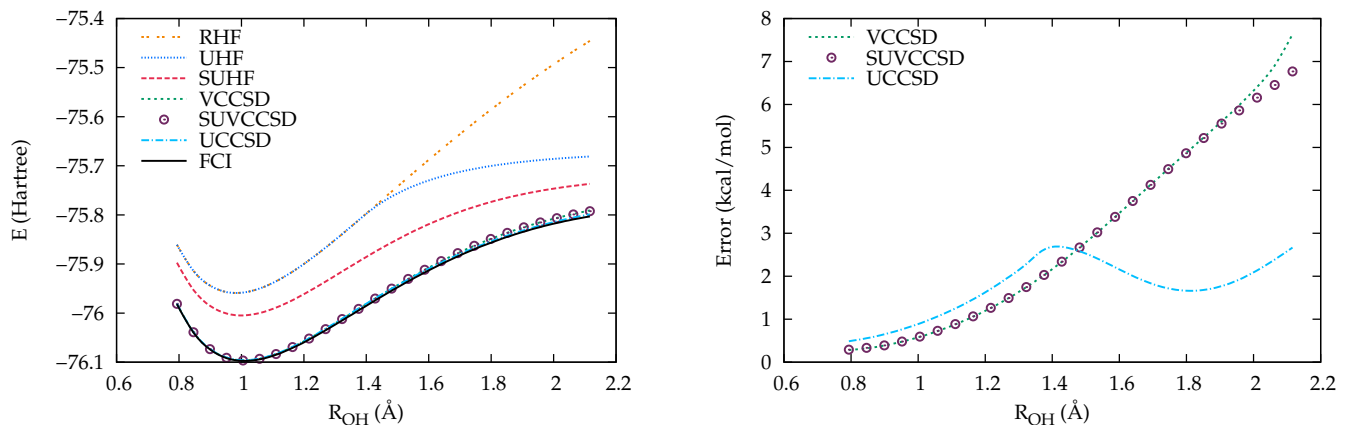 −75.4
−75.5
−75.6
−75.7
−75.8
−75.9
−76
−76.1
E (Hartree)
RHF
UHF
SUHF
VCCSD
SUVCCSD
UCCSD
FCI
0.6 0.8 1 1.2 1.4 1.6 1.8 2 2.2
R_OH (Å)
8
7
6
5
4
3
2
1
0
Error (kcal/mol)
VCCSD
SUVCCSD
UCCSD
0.6 0.8 1 1.2 1.4 1.6 1.8 2 2.2
R_OH (Å)